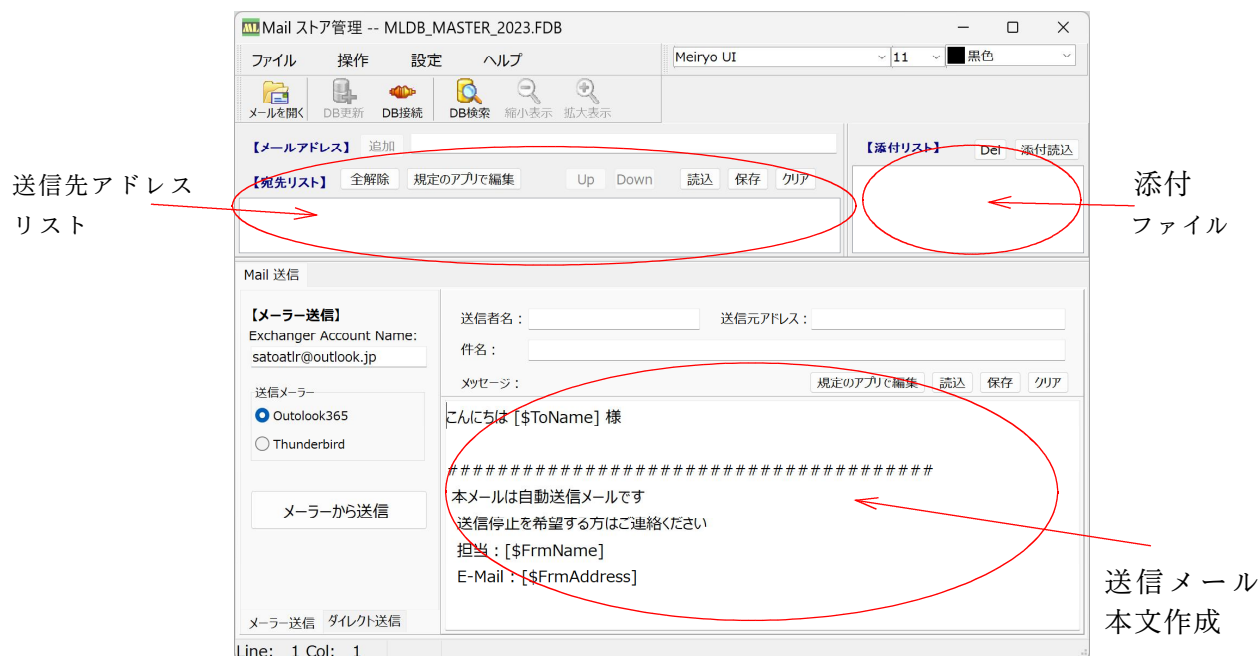 Mail ストア管理 -- MLDB_MASTER_2023.FDB
ファイル 操作 設定 ヘルプ
Meiryo UI 11 黒色
メールを開く DB更新 DB接続 DB検索 縮小表示 拡大表示
【メールアドレス】 追加
【添付リスト】 Del 添付読込
【宛先リスト】 全解除 規定のアプリで編集 Up Down 読込 保存 クリア
送信先アドレス
リスト
添付
ファイル
Mail 送信
【メーラー送信】
Exchanger Account Name:
satoatlr@outlook.jp
送信メーラー
Outolook365
Thunderbird
メーラーから送信
メーラー送信 ダイレクト送信
送信者名: 送信元アドレス:
件名:
メッセージ: 規定のアプリで編集 読込 保存 クリア
こんにちは [$ToName] 様
#######################################
本メールは自動送信メールです
送信停止を希望する方はご連絡ください
担当:[$FrmName]
E-Mail:[$FrmAddress]
送信メール
本文作成
Line: 1 Col: 1